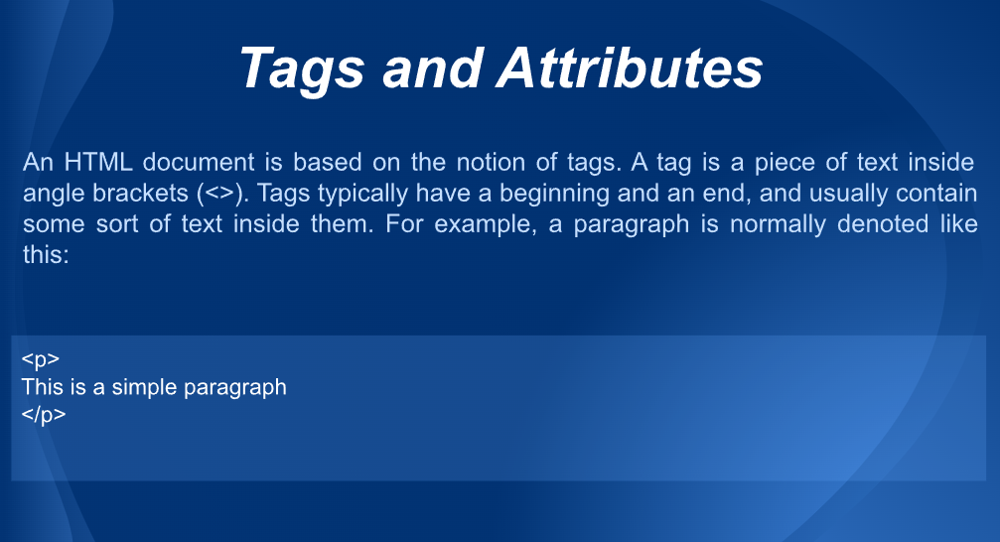 Tags and Attributes
An HTML document is based on the notion of tags. A tag is a piece of text inside
angle brackets (<>). Tags typically have a beginning and an end, and usually contain
some sort of text inside them. For example, a paragraph is normally denoted like
this:
<p>
This is a simple paragraph
</p>